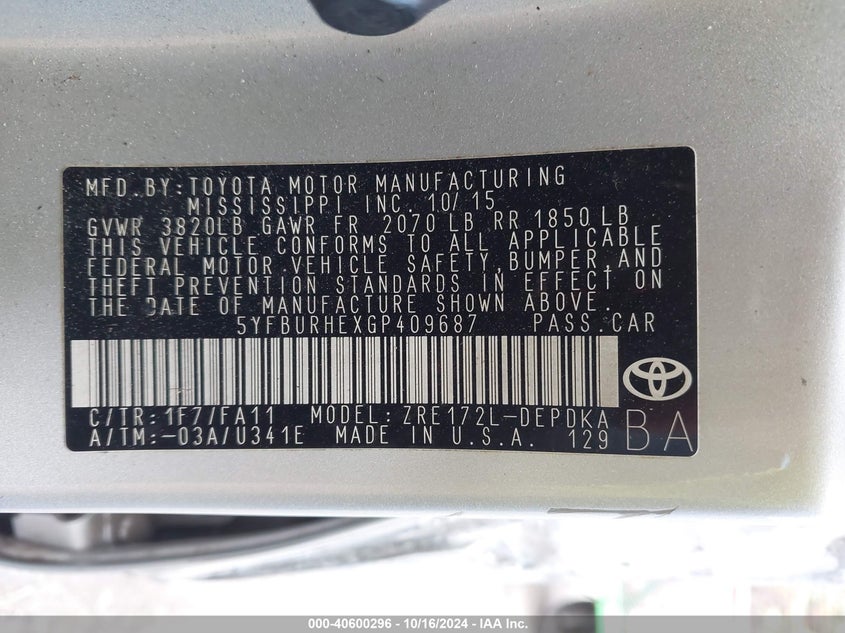 MFD.BY:TOYOTA MOTOR MANUFACTURING
MISSISSIPPI INC. 10/15
GVWR 3820LB GAWR FR 2070 LB RR 1850 LB
THIS VEHICLE CONFORMS TO ALL APPLICABLE
FEDERAL MOTOR VEHICLE SAFETY,BUMPER,AND
THEFT PREVENTION STANDARDS IN EFFECT ON
THE DATE OF MANUFACTURE SHOWN ABOVE.
5YFBURHEXGP409687 PASS.CAR
C/TR:1F7/FA11 MODEL:ZRE172L-DEPDKA
A/TM:-03A/U341E MADE IN U.S.A. 129 BA
000-40600296 - 10/16/2024 - IAA Inc.